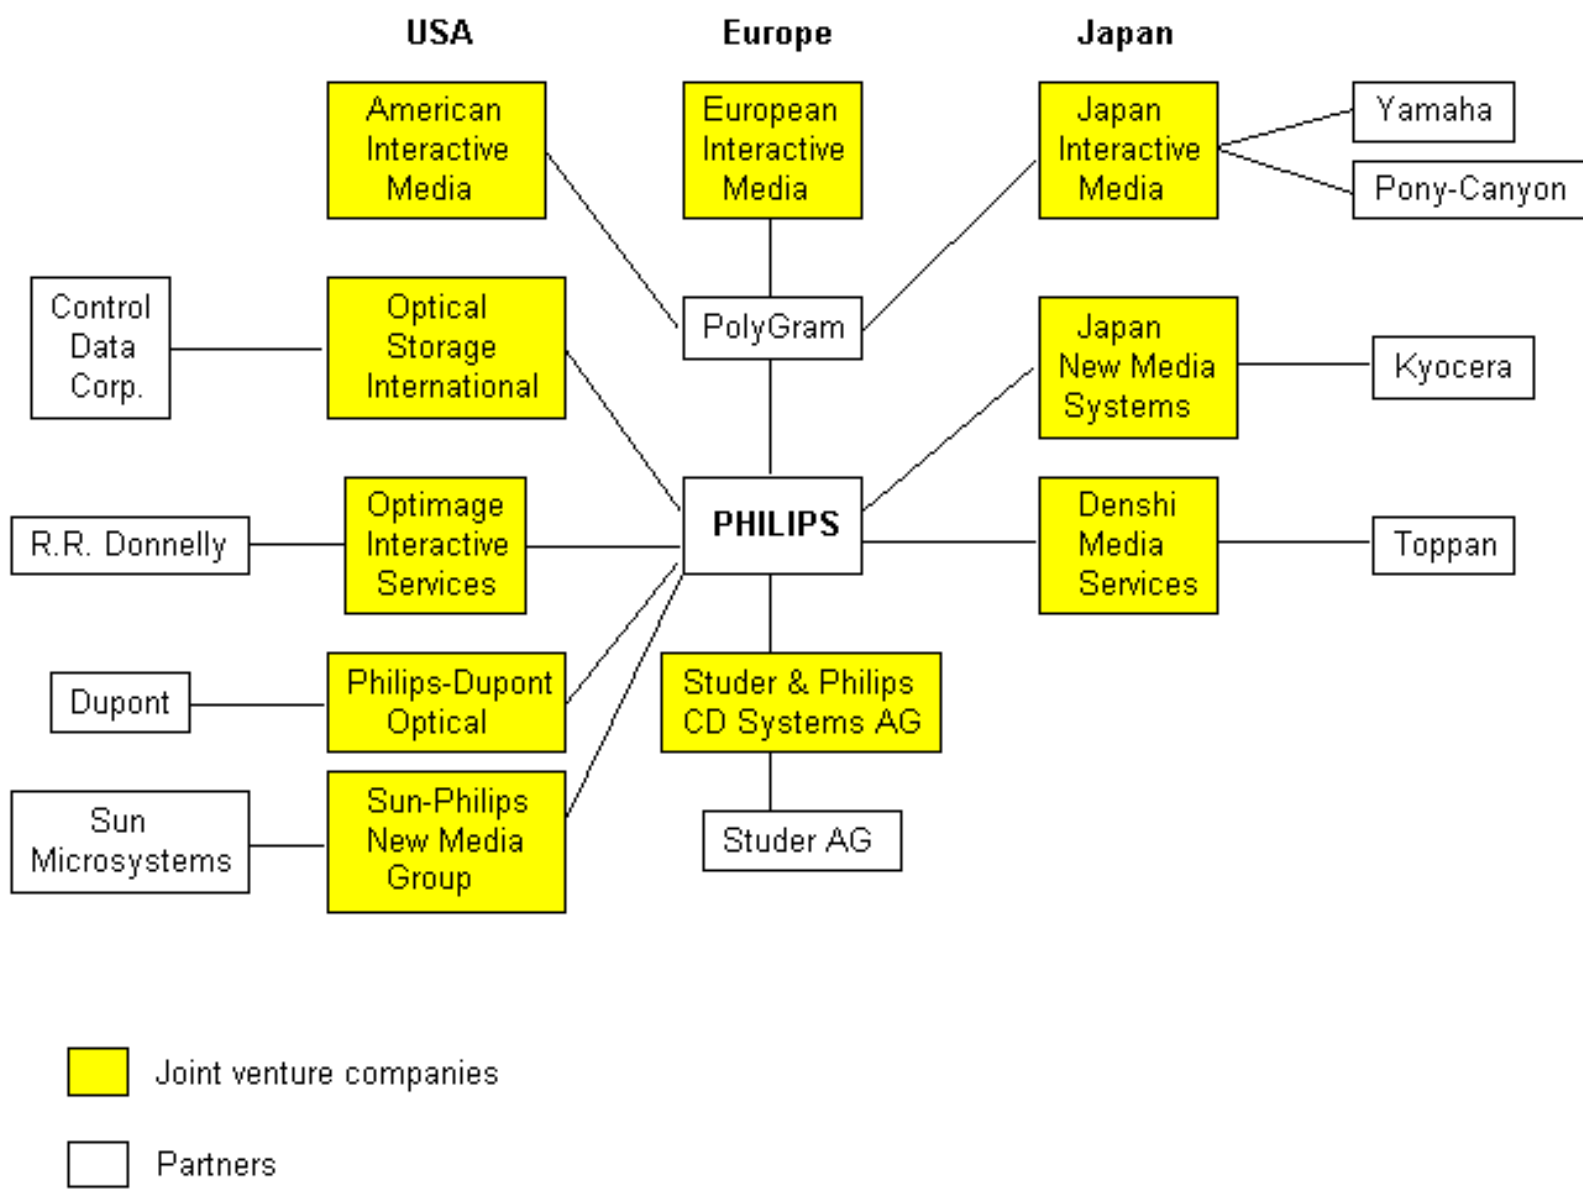 USA
Europe
Japan
American
Interactive
Media
European
Interactive
Media
Japan
Interactive
Media
Yamaha
Pony-Canyon
Control
Data
Corp.
Optical
Storage
International
PolyGram
Japan
New Media
Systems
Kyocera
R.R. Donnelly
Optimage
Interactive
Services
PHILIPS
Denshi
Media
Services
Toppan
Dupont
Philips-Dupont
Optical
Studer & Philips
CD Systems AG
Sun
Microsystems
Sun-Philips
New Media
Group
Studer AG
Joint venture companies
Partners